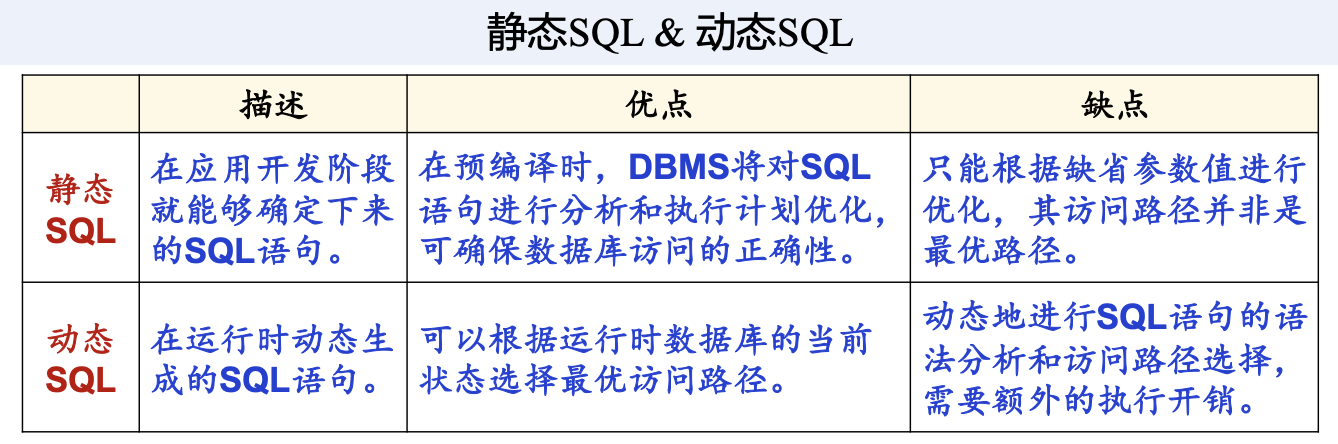 静态SQL & 动态SQL
描述
优点
缺点
静态
SQL
在应用开发阶段
就能够确定下来
的SQL语句。
在预编译时，DBMS将对SQL
语句进行分析和执行计划优化，
可确保数据库访问的正确性。
只能根据缺省参数值进行
优化，其访问路径并非是
最优路径。
动态
SQL
在运行时动态生
成的SQL语句。
可以根据运行时数据库的当前
状态选择最优访问路径。
动态地进行SQL语句的语
法分析和访问路径选择，
需要额外的执行开销。